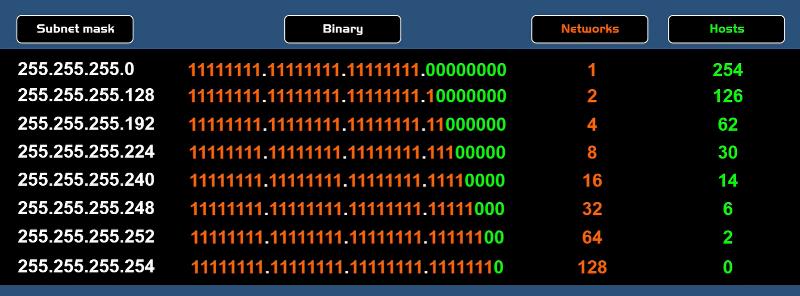 Subnet mask Binary Networks Hosts
255.255.255.0 11111111.11111111.11111111.00000000 1 254
255.255.255.128 11111111.11111111.11111111.10000000 2 126
255.255.255.192 11111111.11111111.11111111.11000000 4 62
255.255.255.224 11111111.11111111.11111111.11100000 8 30
255.255.255.240 11111111.11111111.11111111.11110000 16 14
255.255.255.248 11111111.11111111.11111111.11111000 32 6
255.255.255.252 11111111.11111111.11111111.11111100 64 2
255.255.255.254 11111111.11111111.11111111.11111110 128 0